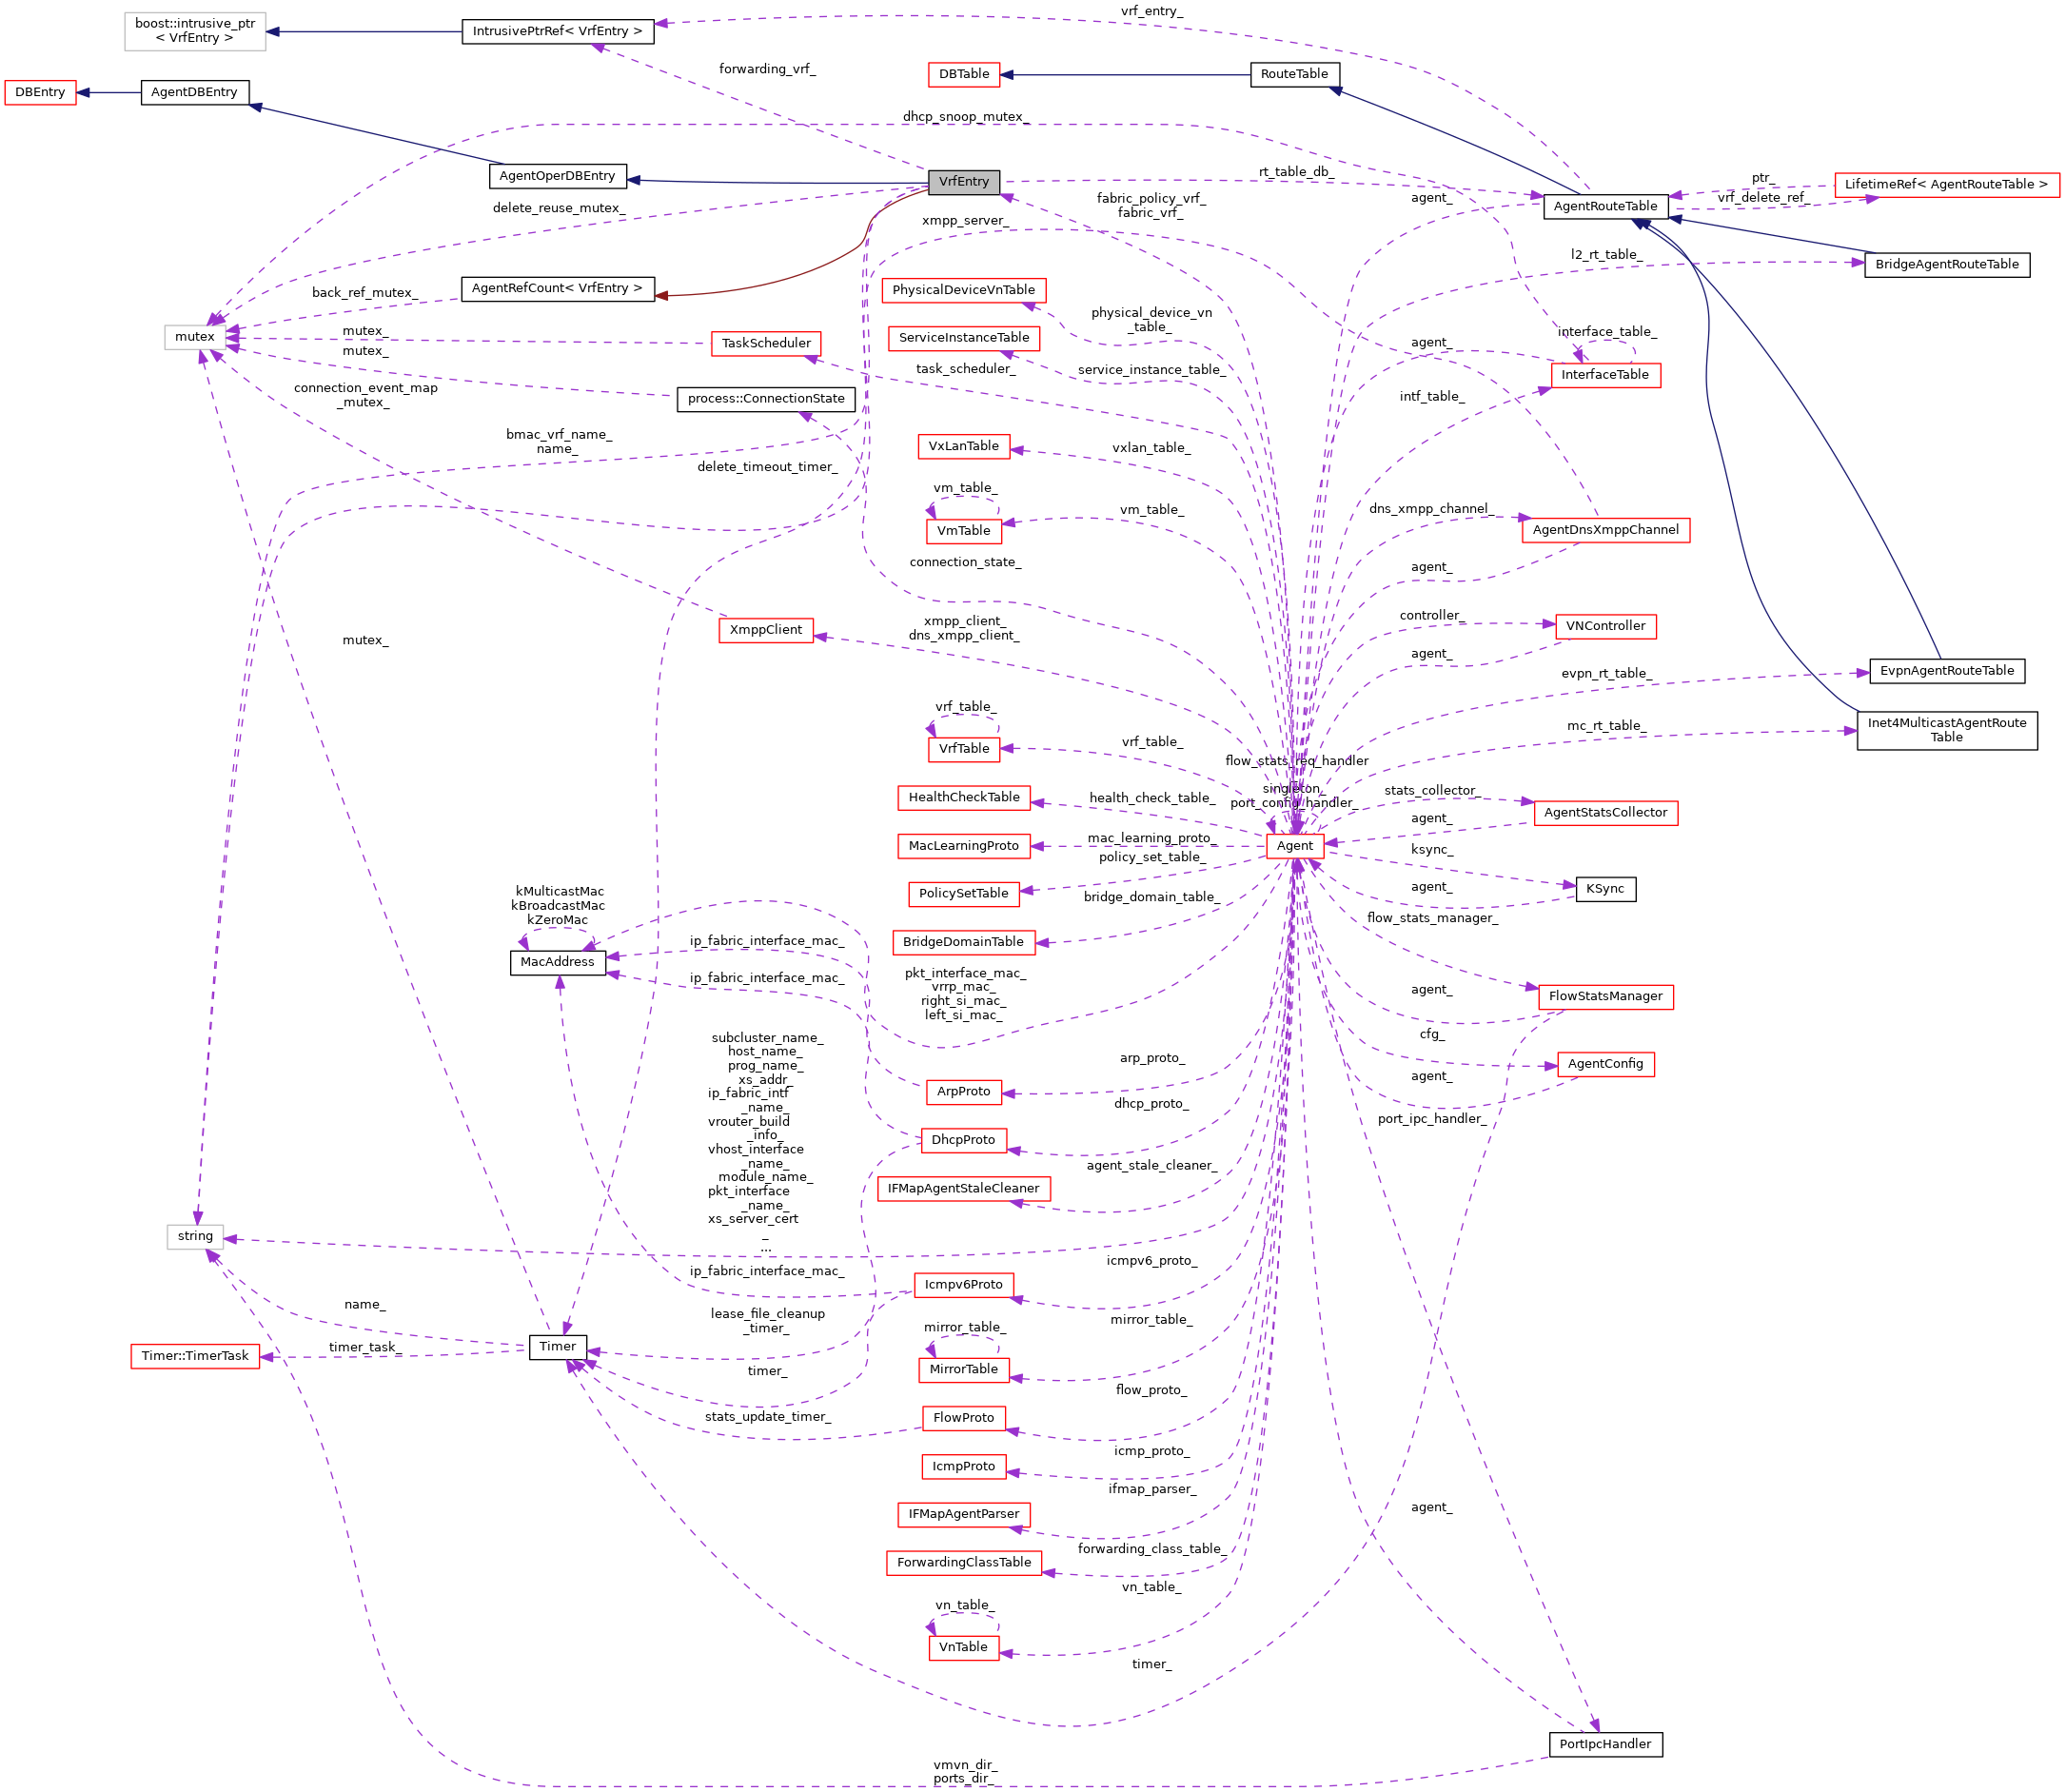 vrf_entry_
boost::intrusive_ptr
< VrfEntry >
IntrusivePtrRef< VrfEntry >
forwarding_vrf_
DBTable
RouteTable
DBEntry
AgentDBEntry
dhcp_snoop_mutex_
AgentOperDBEntry
VrfEntry
rt_table_db_
ptr_
LifetimeRef< AgentRouteTable >
vrf_delete_ref_
fabric_policy_vrf_
fabric_vrf_
agent_
AgentRouteTable
delete_reuse_mutex_
xmpp_server_
l2_rt_table_
BridgeAgentRouteTable
back_ref_mutex_
AgentRefCount< VrfEntry >
PhysicalDeviceVnTable
physical_device_vn
_table_
mutex
mutex_
TaskScheduler
ServiceInstanceTable
agent_
interface_table_
mutex_
task_scheduler_
service_instance_table_
InterfaceTable
connection_event_map
_mutex_
process::ConnectionState
intf_table_
bmac_vrf_name_
name_
VxLanTable
vxlan_table_
delete_timeout_timer_
vm_table_
VmTable
vm_table_
dns_xmpp_channel_
AgentDnsXmppChannel
connection_state_
agent_
mutex_
XmppClient
xmpp_client_
dns_xmpp_client_
controller_
VNController
agent_
evpn_rt_table_
EvpnAgentRouteTable
vrf_table_
VrfTable
vrf_table_
mc_rt_table_
Inet4MulticastAgentRoute
Table
flow_stats_req_handler
singleton_
port_config_handler_
HealthCheckTable
health_check_table_
stats_collector_
AgentStatsCollector
agent_
MacLearningProto
mac_learning_proto_
Agent
ksync_
policy_set_table_
PolicySetTable
agent_
KSync
kMulticastMac
kBroadcastMac
kZeroMac
bridge_domain_table_
flow_stats_manager_
ip_fabric_interface_mac_
BridgeDomainTable
MacAddress
ip_fabric_interface_mac_
pkt_interface_mac_
vrrp_mac_
right_si_mac_
left_si_mac_
agent_
FlowStatsManager
subcluster_name_
host_name_
prog_name_
xs_addr_
ip_fabric_intf
_name_
vrouter_build
_info_
vhost_interface
_name_
module_name_
pkt_interface
_name_
xs_server_cert
_
...
cfg_
arp_proto_
AgentConfig
agent_
ArpProto
dhcp_proto_
port_ipc_handler_
DhcpProto
agent_stale_cleaner_
IFMapAgentStaleCleaner
string
icmpv6_proto_
ip_fabric_interface_mac_
Icmpv6Proto
name_
lease_file_cleanup
_timer_
mirror_table_
mirror_table_
Timer::TimerTask
timer_task_
Timer
timer_
MirrorTable
flow_proto_
stats_update_timer_
FlowProto
icmp_proto_
IcmpProto
ifmap_parser_
IFMapAgentParser
agent_
forwarding_class_table_
ForwardingClassTable
vn_table_
vn_table_
VnTable
timer_
PortIpcHandler
vmvn_dir_
ports_dir_